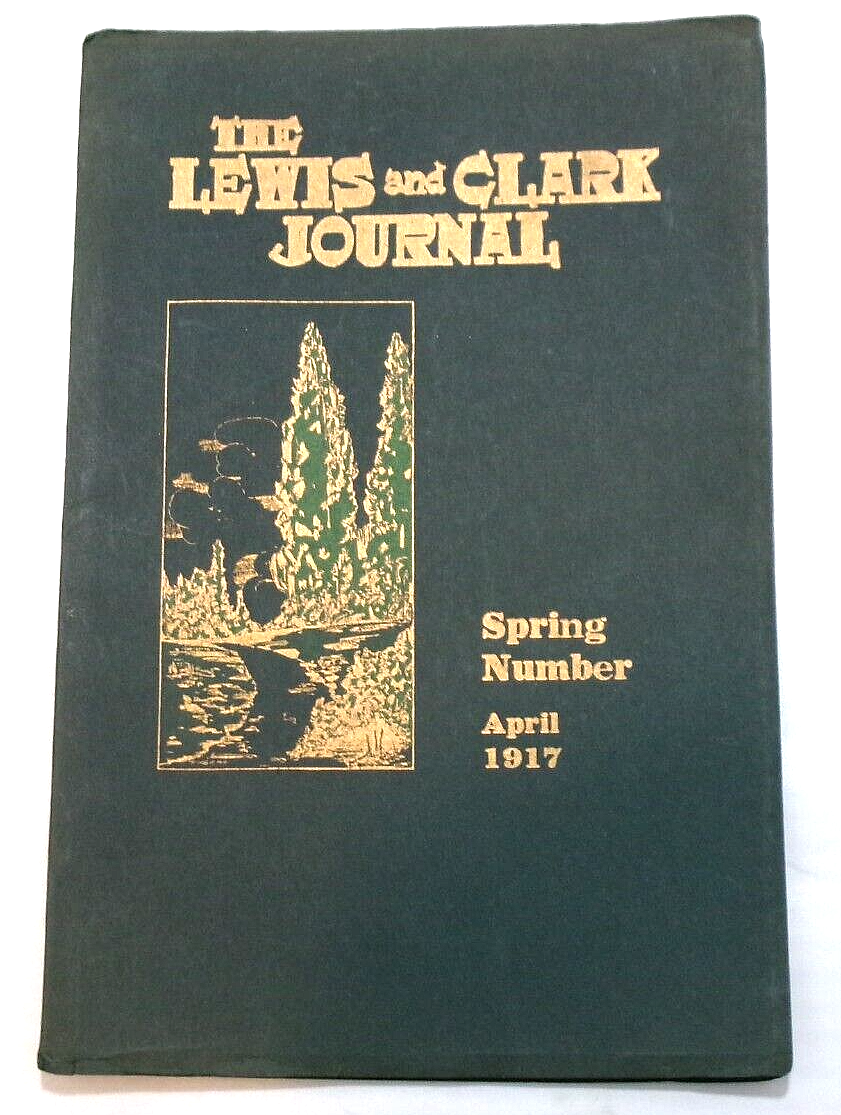 THE
LEWIS and CLARK
JOURNAL
Spring
Number
April
1917